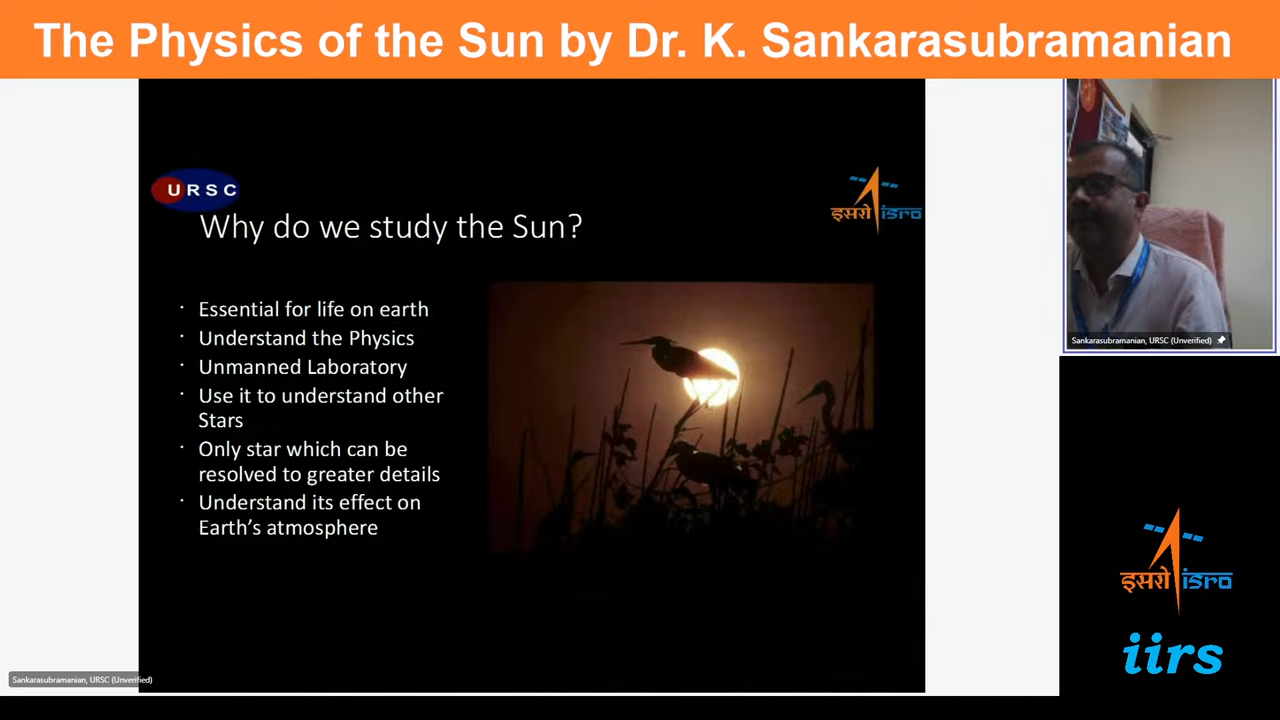 The Physics of the Sun by Dr. K. Sankarasubramanian
URSC
इसरो isro
Why do we study the Sun?
· Essential for life on earth
· Understand the Physics
· Unmanned Laboratory
· Use it to understand other
Stars
· Only star which can be
resolved to greater details
· Understand its effect on
Earth’s atmosphere
Sankarasubramanian, URSC (Unverified)
इसरो isro
iirs
Sankarasubramanian, URSC (Unverified)